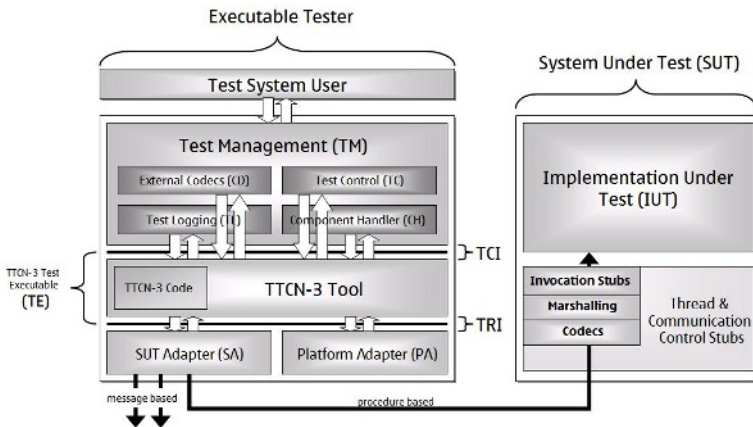 Executable Tester
System Under Test (SUT)
Test System User
Test Management (TM)
External Codecs (CD)
Test Control (TC)
Test Logging (TL)
Component Handler (CH)
TCI
TTCN-3 Test
Executable
(TE)
TTCN-3 Code
TTCN-3 Tool
TRI
SUT Adapter (SA)
Platform Adapter (PA)
message based
procedure based
Implementation Under
Test (IUT)
Invocation Stubs
Marshalling
Codecs
Thread &
Communication
Control Stubs